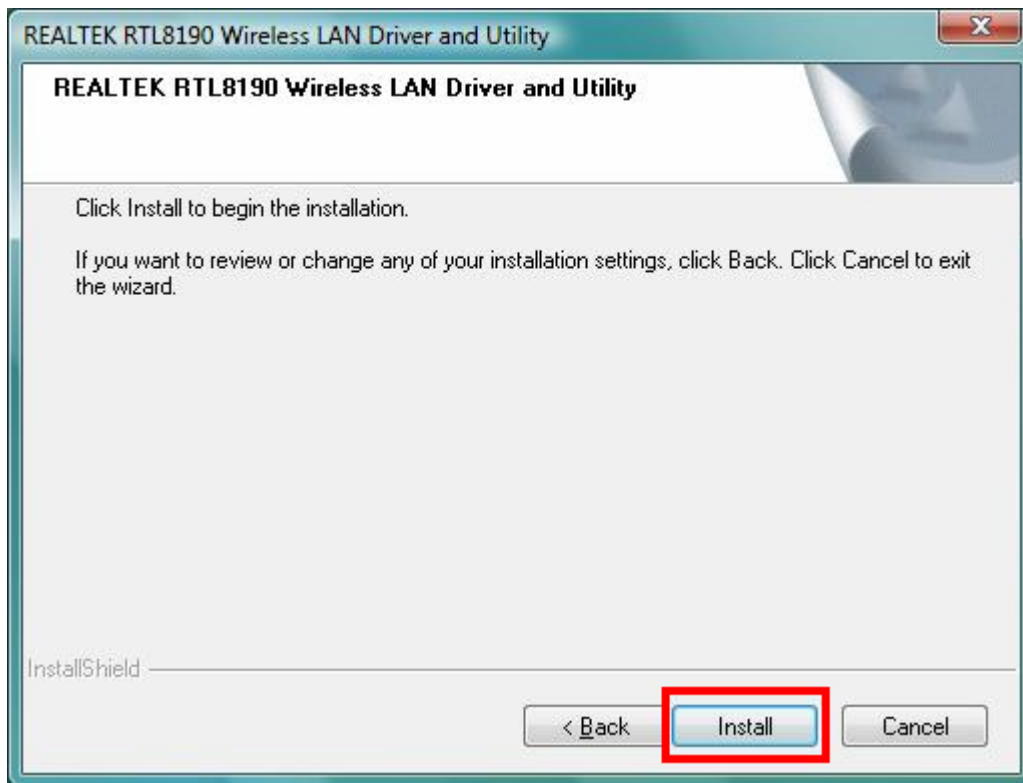 REALTEK RTL8190 Wireless LAN Driver and Utility
REALTEK RTL8190 Wireless LAN Driver and Utility
Click Install to begin the installation.
If you want to review or change any of your installation settings, click Back. Click Cancel to exit
the wizard.
InstallShield
< Back Install Cancel